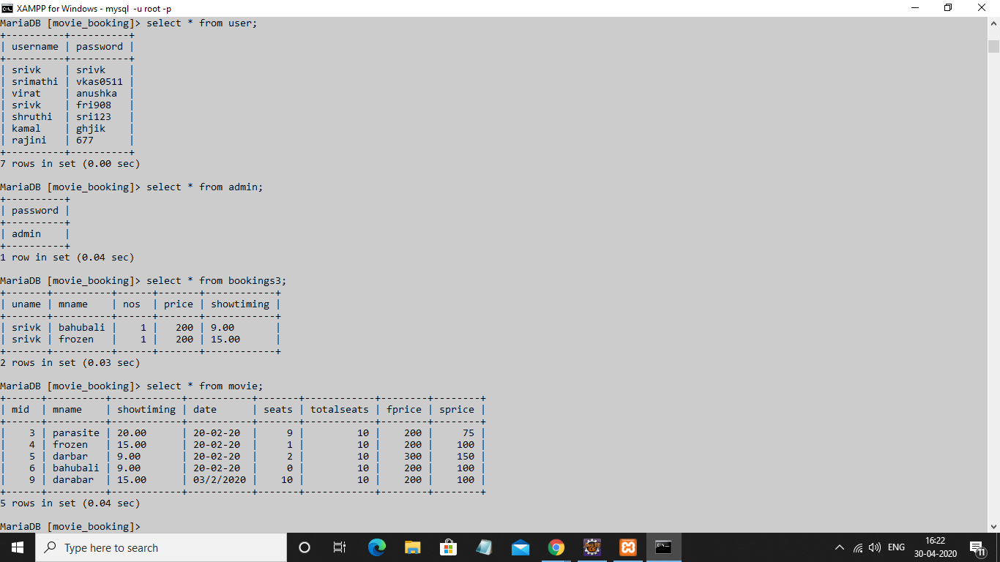 XAMPP for Windows - mysql -u root -p
MariaDB [movie_booking]> select * from user;
+----------+----------+
| username | password |
+----------+----------+
| srivk    | srivk    |
| srimathi | vkas0511 |
| virat    | anushka  |
| srivk    | fri908   |
| shruthi  | sri123   |
| kamal    | ghjik    |
| rajini   | 677      |
+----------+----------+
7 rows in set (0.00 sec)

MariaDB [movie_booking]> select * from admin;
+----------+
| password |
+----------+
| admin    |
+----------+
1 row in set (0.04 sec)

MariaDB [movie_booking]> select * from bookings3;
+-------+----------+------+-------+------------+
| uname | mname    | nos  | price | showtiming |
+-------+----------+------+-------+------------+
| srivk | bahubali |    1 |   200 | 9.00       |
| srivk | frozen   |    1 |   200 | 15.00      |
+-------+----------+------+-------+------------+
2 rows in set (0.03 sec)

MariaDB [movie_booking]> select * from movie;
+------+----------+------------+-----------+-------+------------+--------+--------+
| mid  | mname    | showtiming | date      | seats | totalseats | fprice | sprice |
+------+----------+------------+-----------+-------+------------+--------+--------+
|    3 | parasite | 20.00      | 20-02-20  |     9 |         10 |    200 |     75 |
|    4 | frozen   | 15.00      | 20-02-20  |     1 |         10 |    200 |    100 |
|    5 | darbar   | 9.00       | 20-02-20  |     2 |         10 |    300 |    150 |
|    6 | bahubali | 9.00       | 20-02-20  |     0 |         10 |    200 |    100 |
|    9 | darabar  | 15.00      | 03/2/2020 |    10 |         10 |    200 |    100 |
+------+----------+------------+-----------+-------+------------+--------+--------+
5 rows in set (0.04 sec)

MariaDB [movie_booking]>
Type here to search
Java EE
IDE
ENG
16:22
30-04-2020
11